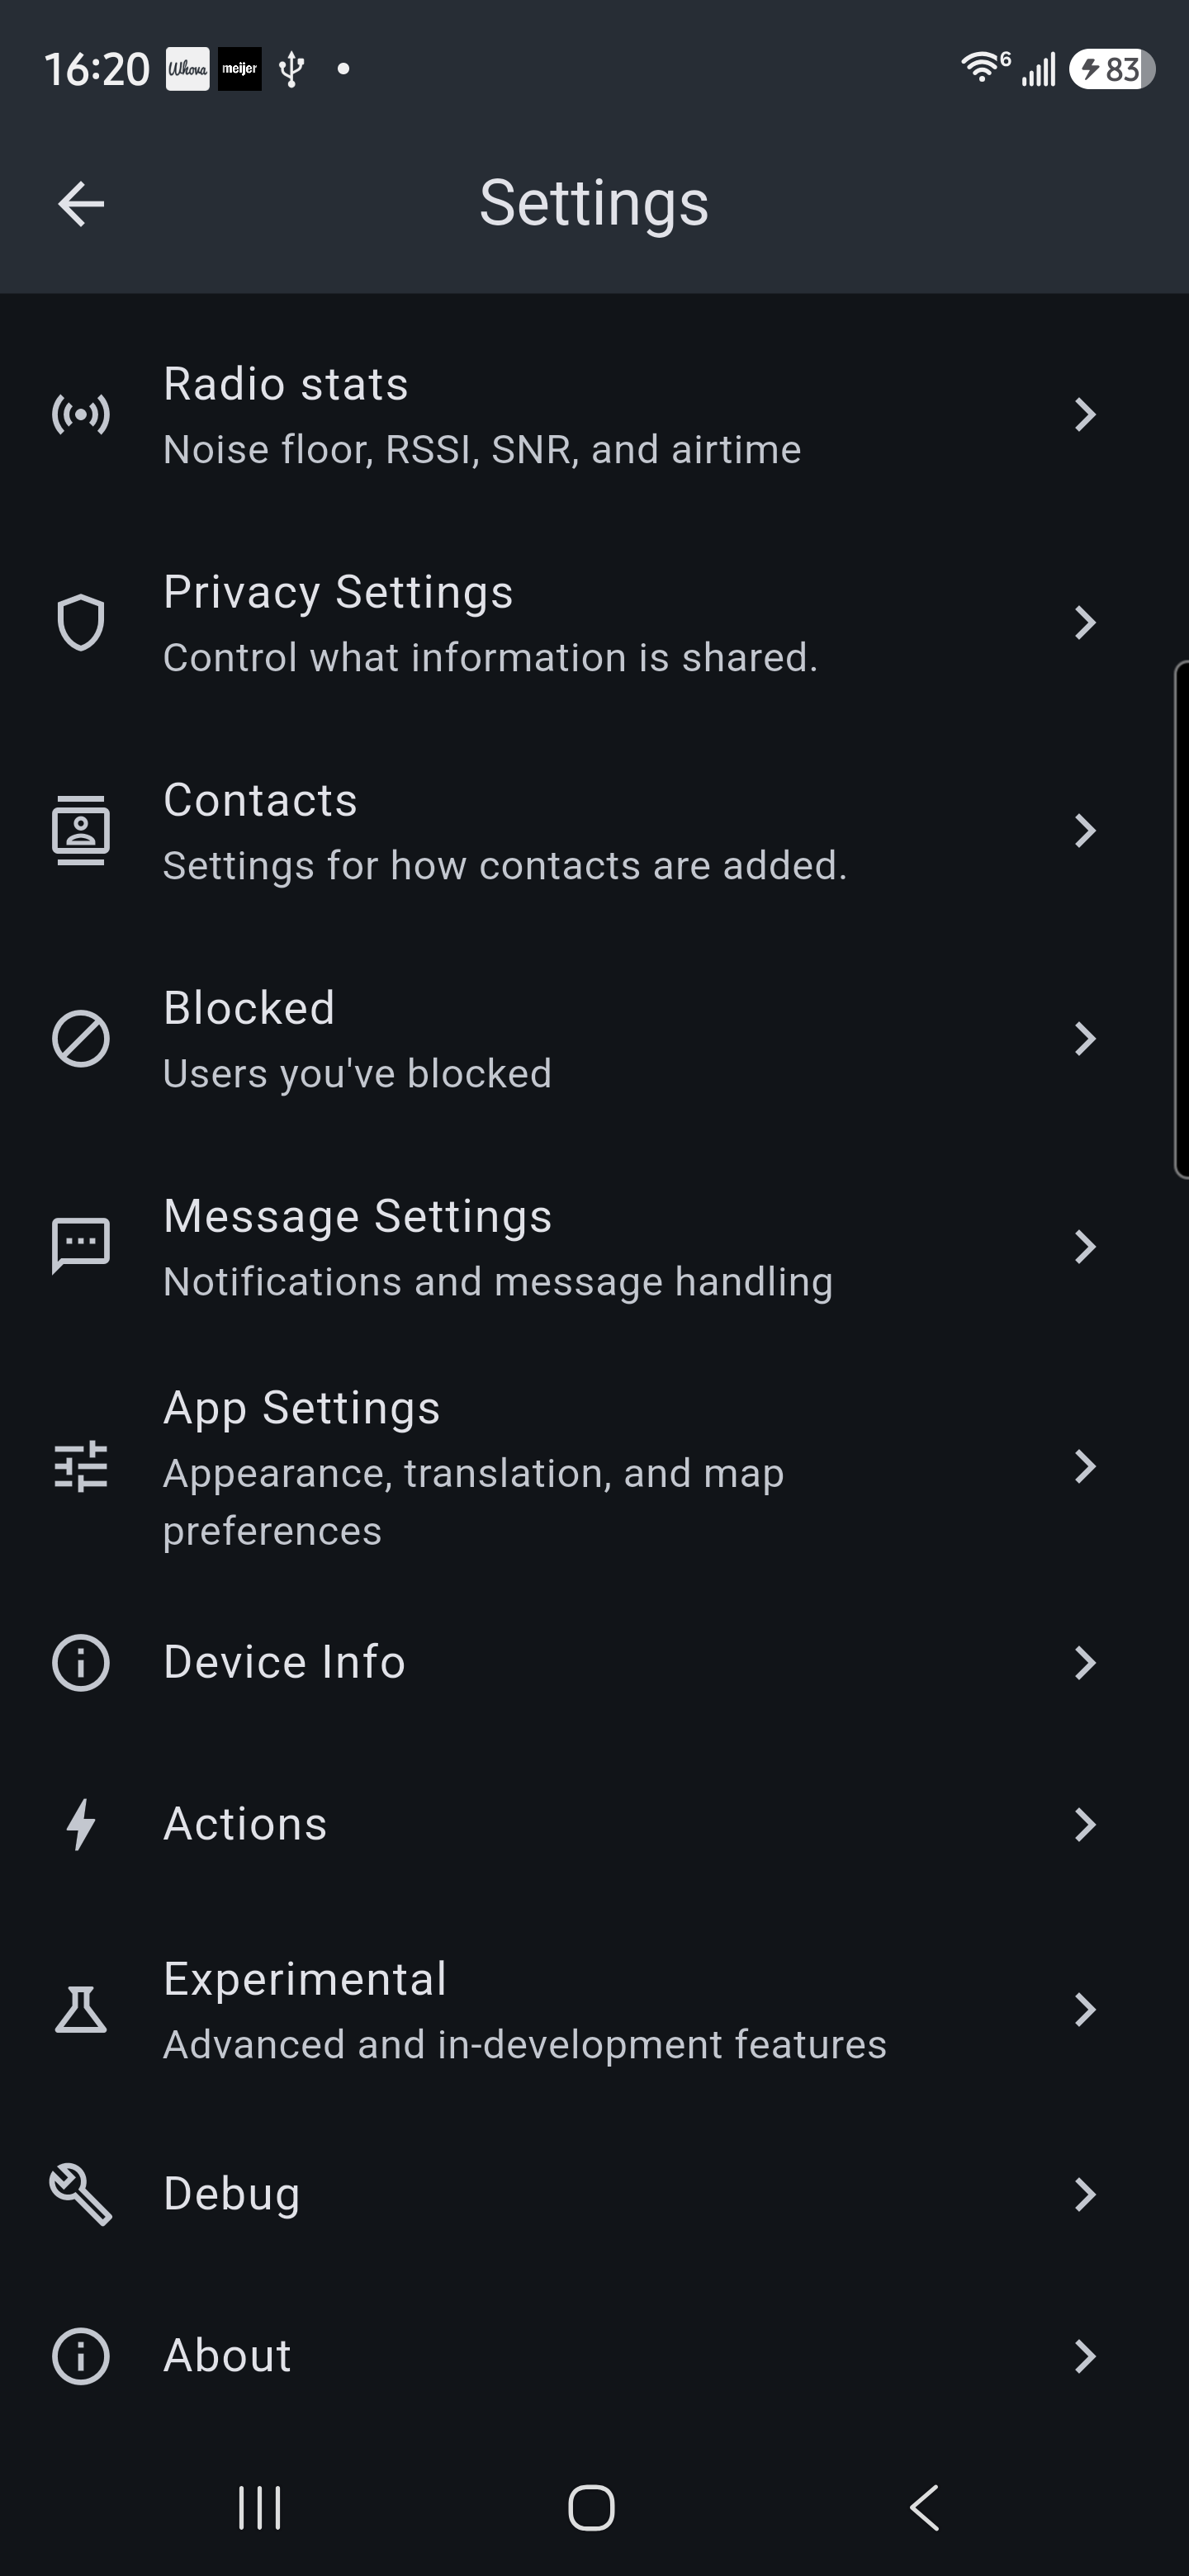 16:20 Whova meijer 6 83
Settings
Radio stats
Noise floor, RSSI, SNR, and airtime
Privacy Settings
Control what information is shared.
Contacts
Settings for how contacts are added.
Blocked
Users you've blocked
Message Settings
Notifications and message handling
App Settings
Appearance, translation, and map
preferences
Device Info
Actions
Experimental
Advanced and in-development features
Debug
About